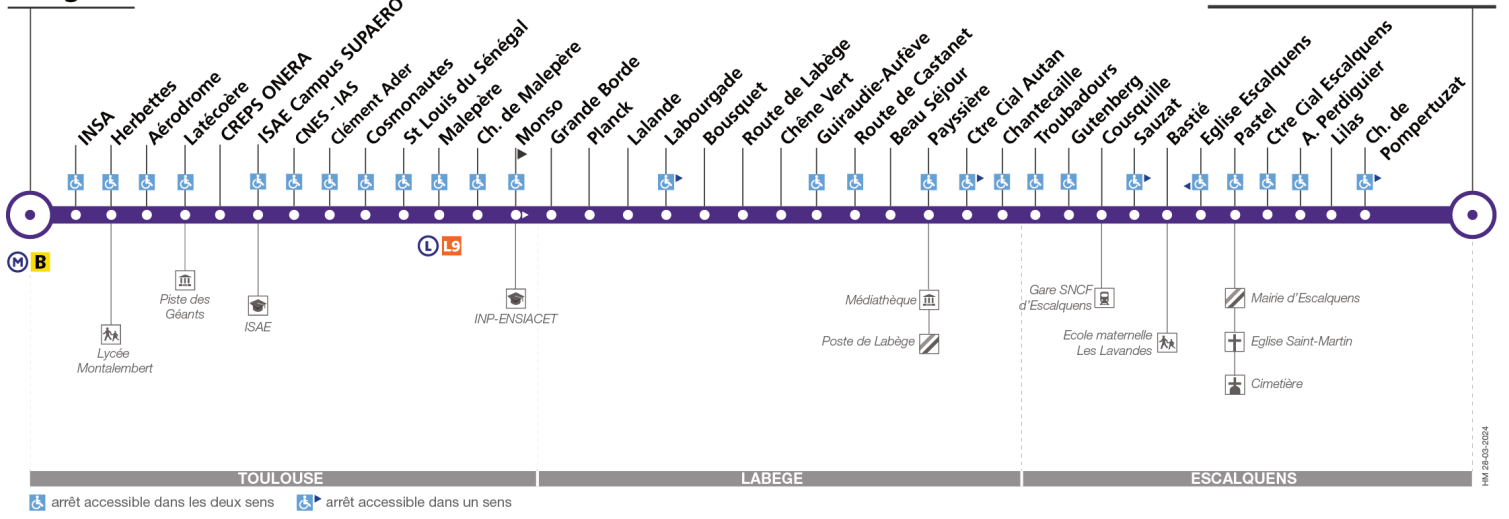 INSA
Herbettes
Aérodrome
Latécoère
CREPS ONERA
ISAE Campus SUPAERO
CNES - IAS
Clément Ader
Cosmonautes
St Louis du Sénégal
Malepère
Ch. de Malepère
Monso
Grande Borde
Planck
Lalande
Labourgade
Bousquet
Route de Labège
Chêne Vert
Guiraudie-Aufève
Route de Castanet
Beau Séjour
Payssière
Ctre Cial Autan
Chantecaille
Troubadours
Gutenberg
Cousquille
Sauzat
Bastié
Eglise Escalquens
Pastel
Ctre Cial Escalquens
A. Perdiguier
Lilas
Ch. de
Pompertuzat
M B
L L9
Lycée
Montalembert
Piste des
Géants
ISAE
INP-ENSIACET
Médiathèque
Poste de Labège
Gare SNCF
d'Escalquens
Ecole maternelle
Les Lavandes
Mairie d'Escalquens
Eglise Saint-Martin
Cimetière
TOULOUSE
LABEGE
ESCALQUENS
HM 28-03-2024
arrêt accessible dans les deux sens
arrêt accessible dans un sens